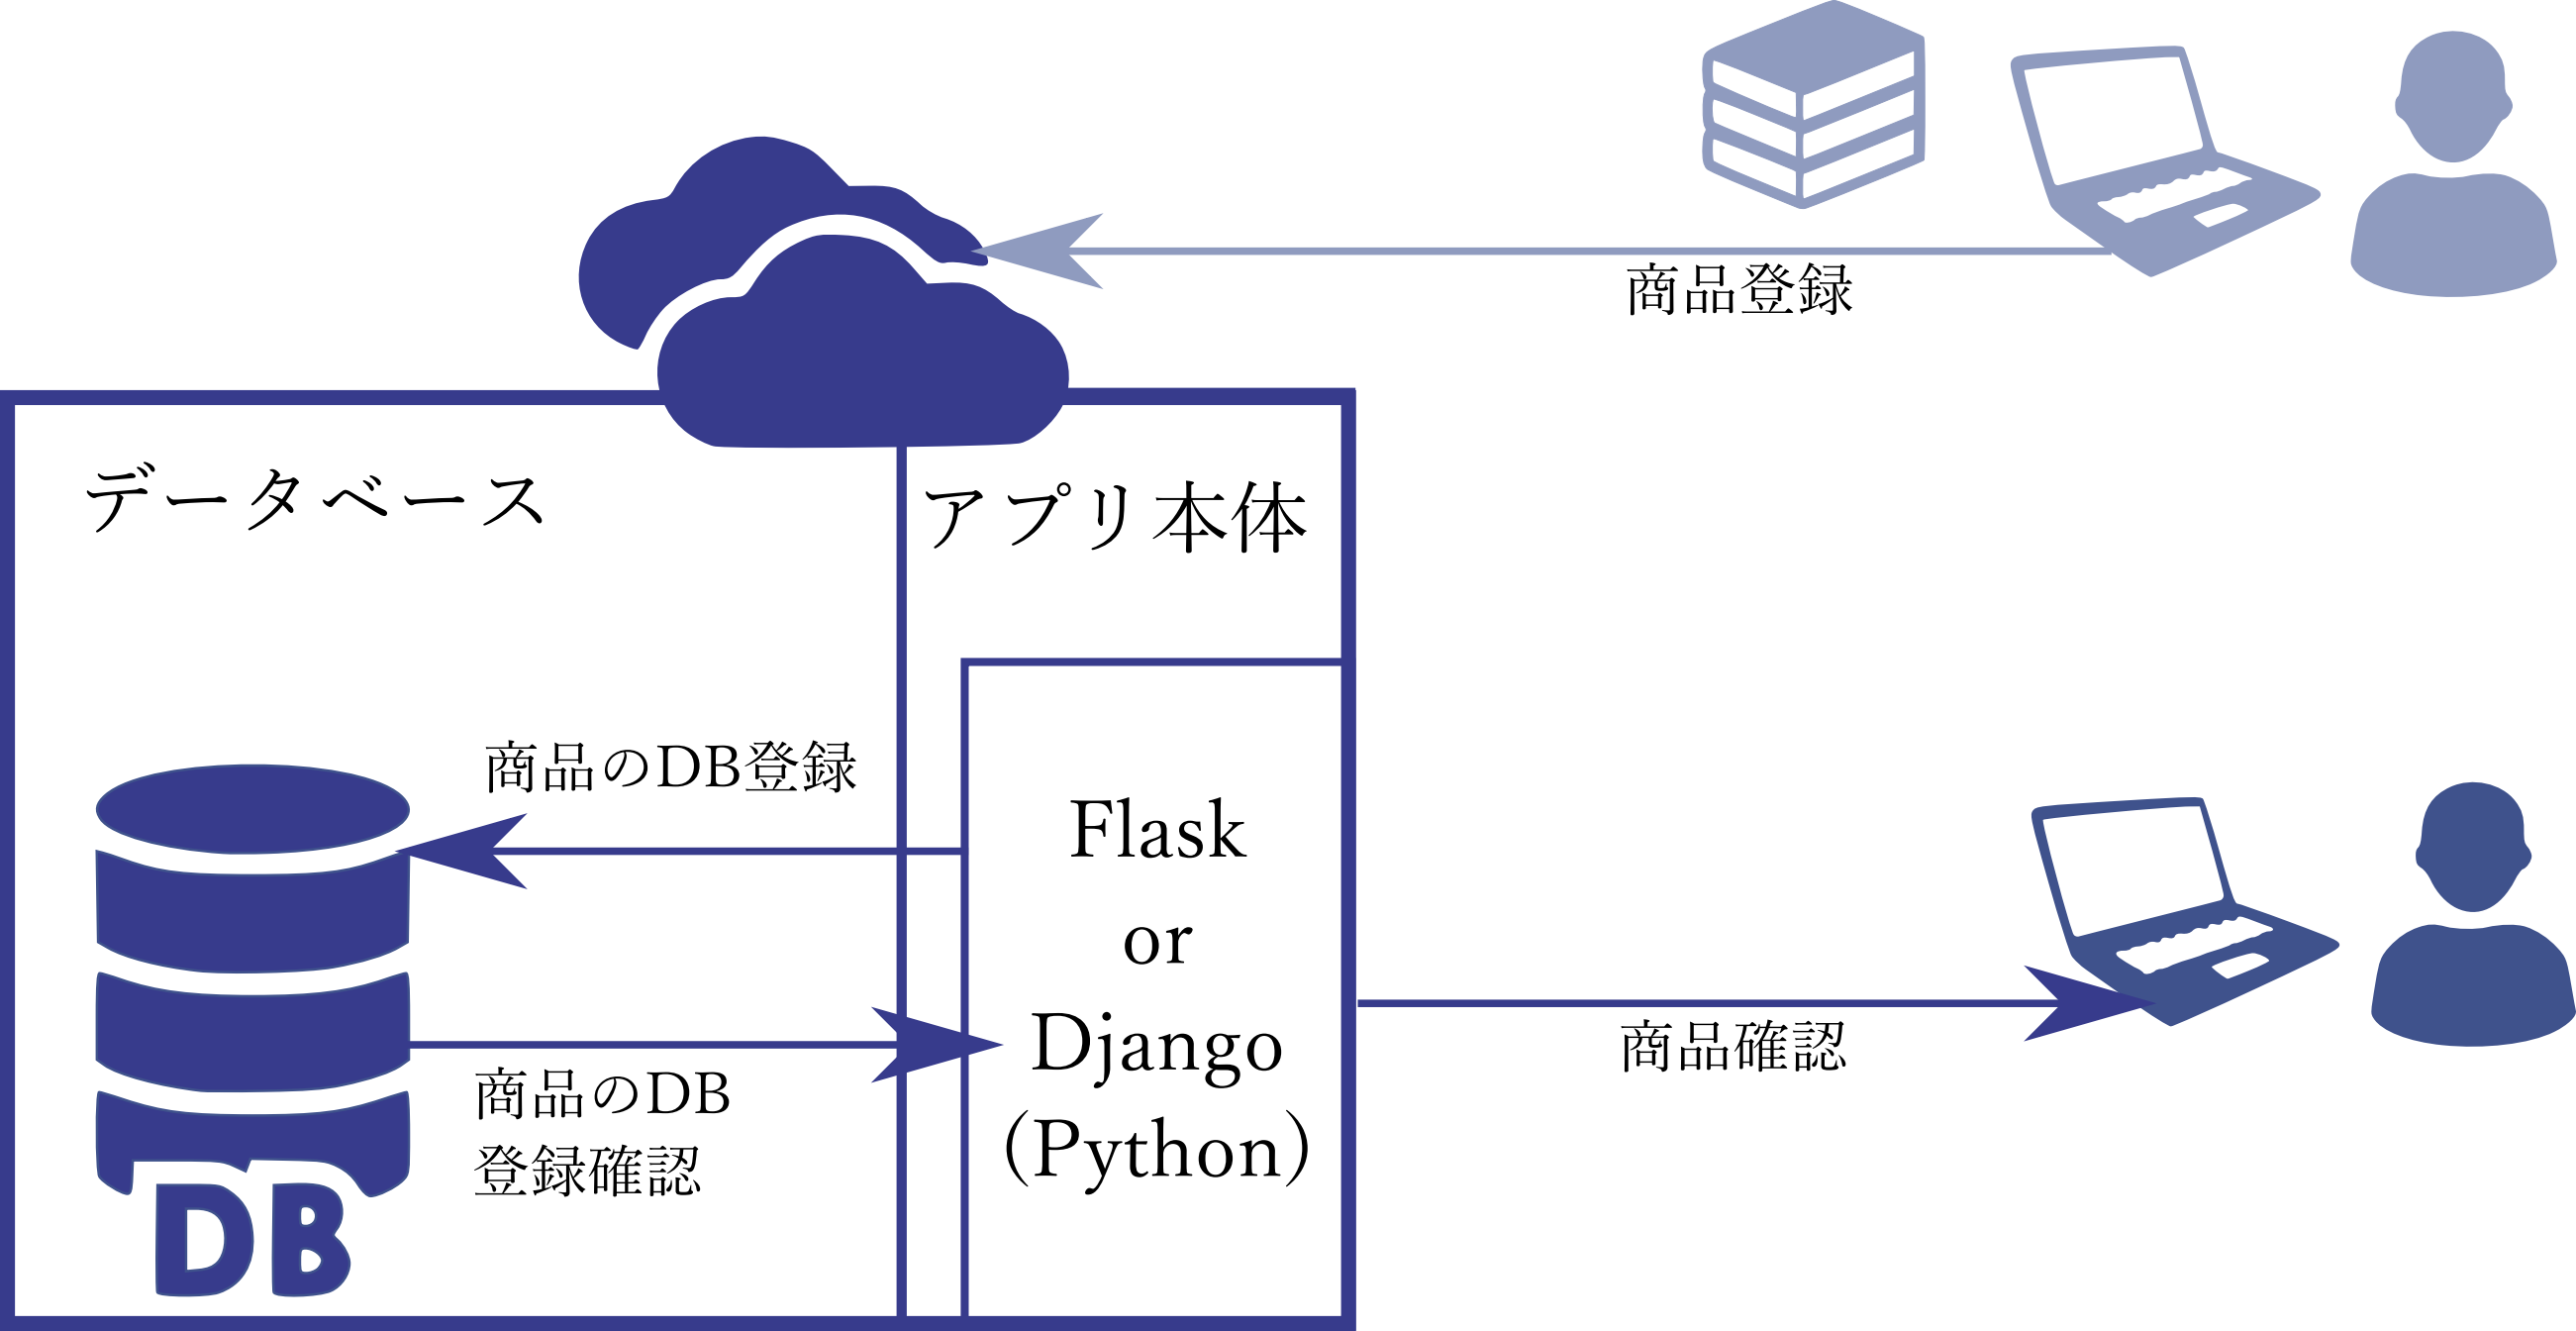 商品登録
データベース
アプリ本体
商品のDB登録
Flask
or
Django
(Python)
商品確認
商品のDB
登録確認
DB